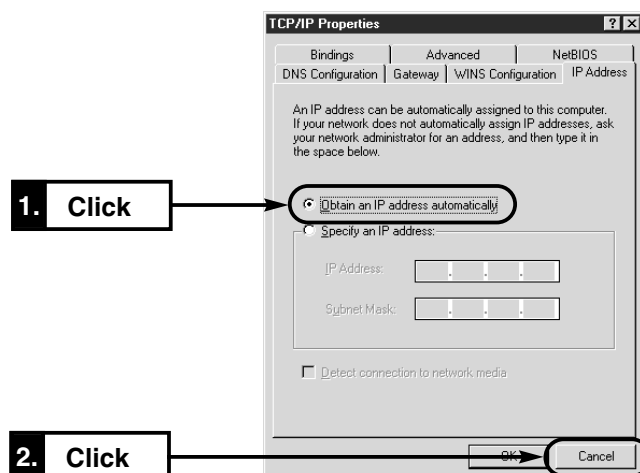 TCP/IP Properties
Bindings Advanced NetBIOS
DNS Configuration Gateway WINS Configuration IP Address
An IP address can be automatically assigned to this computer.
If your network does not automatically assign IP addresses, ask
your network administrator for an address, and then type it in
the space below.
1. Click
Obtain an IP address automatically
Specify an IP address:
IP Address:
Subnet Mask:
Detect connection to network media
2. Click
OK Cancel